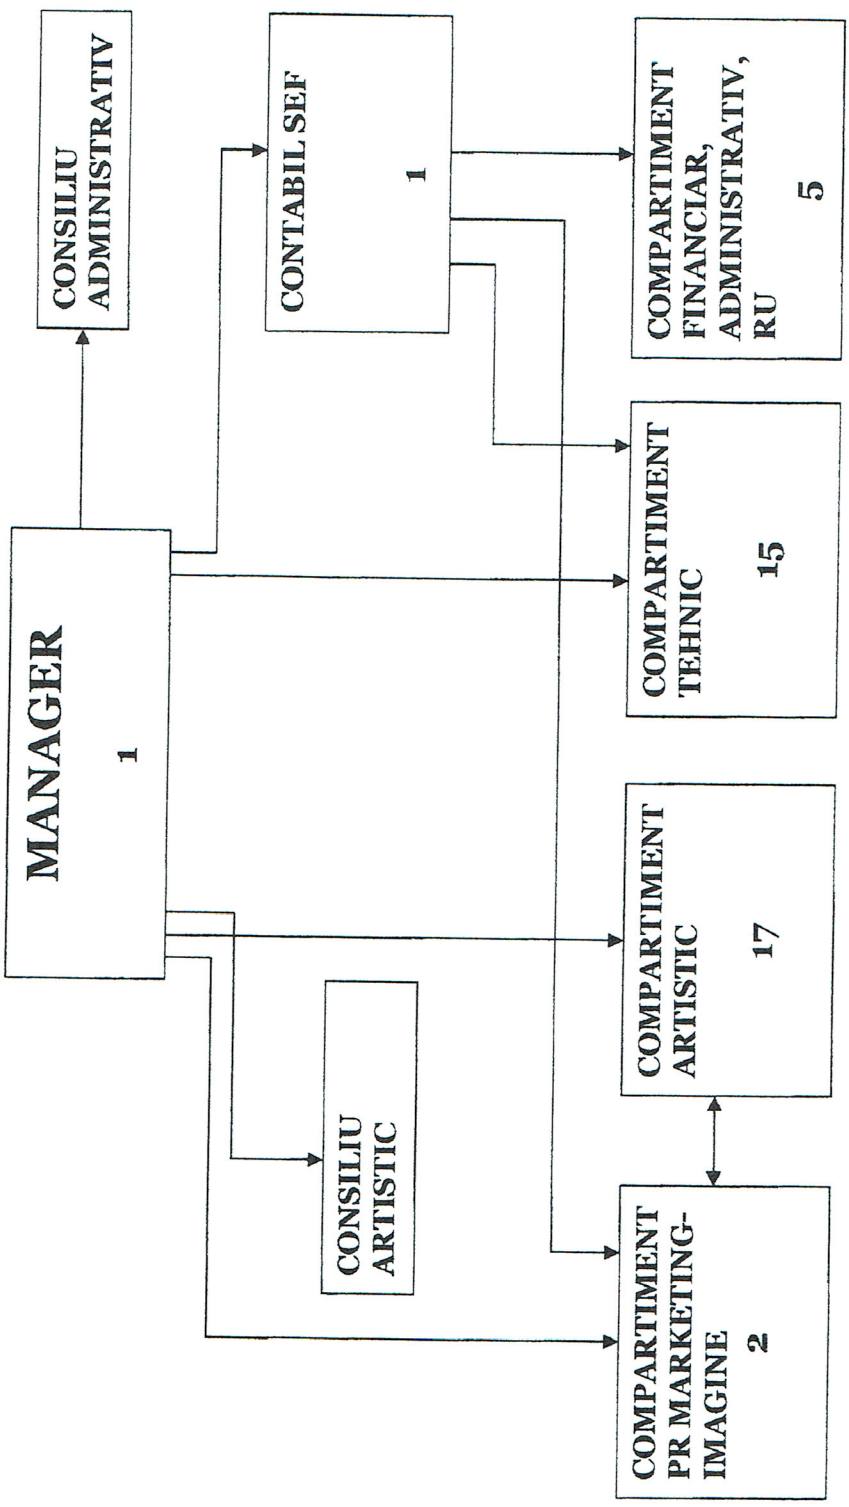 MANAGER
1
CONSILIU
ADMINISTRATIV
CONTABIL SEF
1
CONSILIU
ARTISTIC
COMPARTIMENT
PR MARKETING-
IMAGINE
2
COMPARTIMENT
ARTISTIC
17
COMPARTIMENT
TEHNIC
15
COMPARTIMENT
FINANCIAR,
ADMINISTRATIV,
RU
5